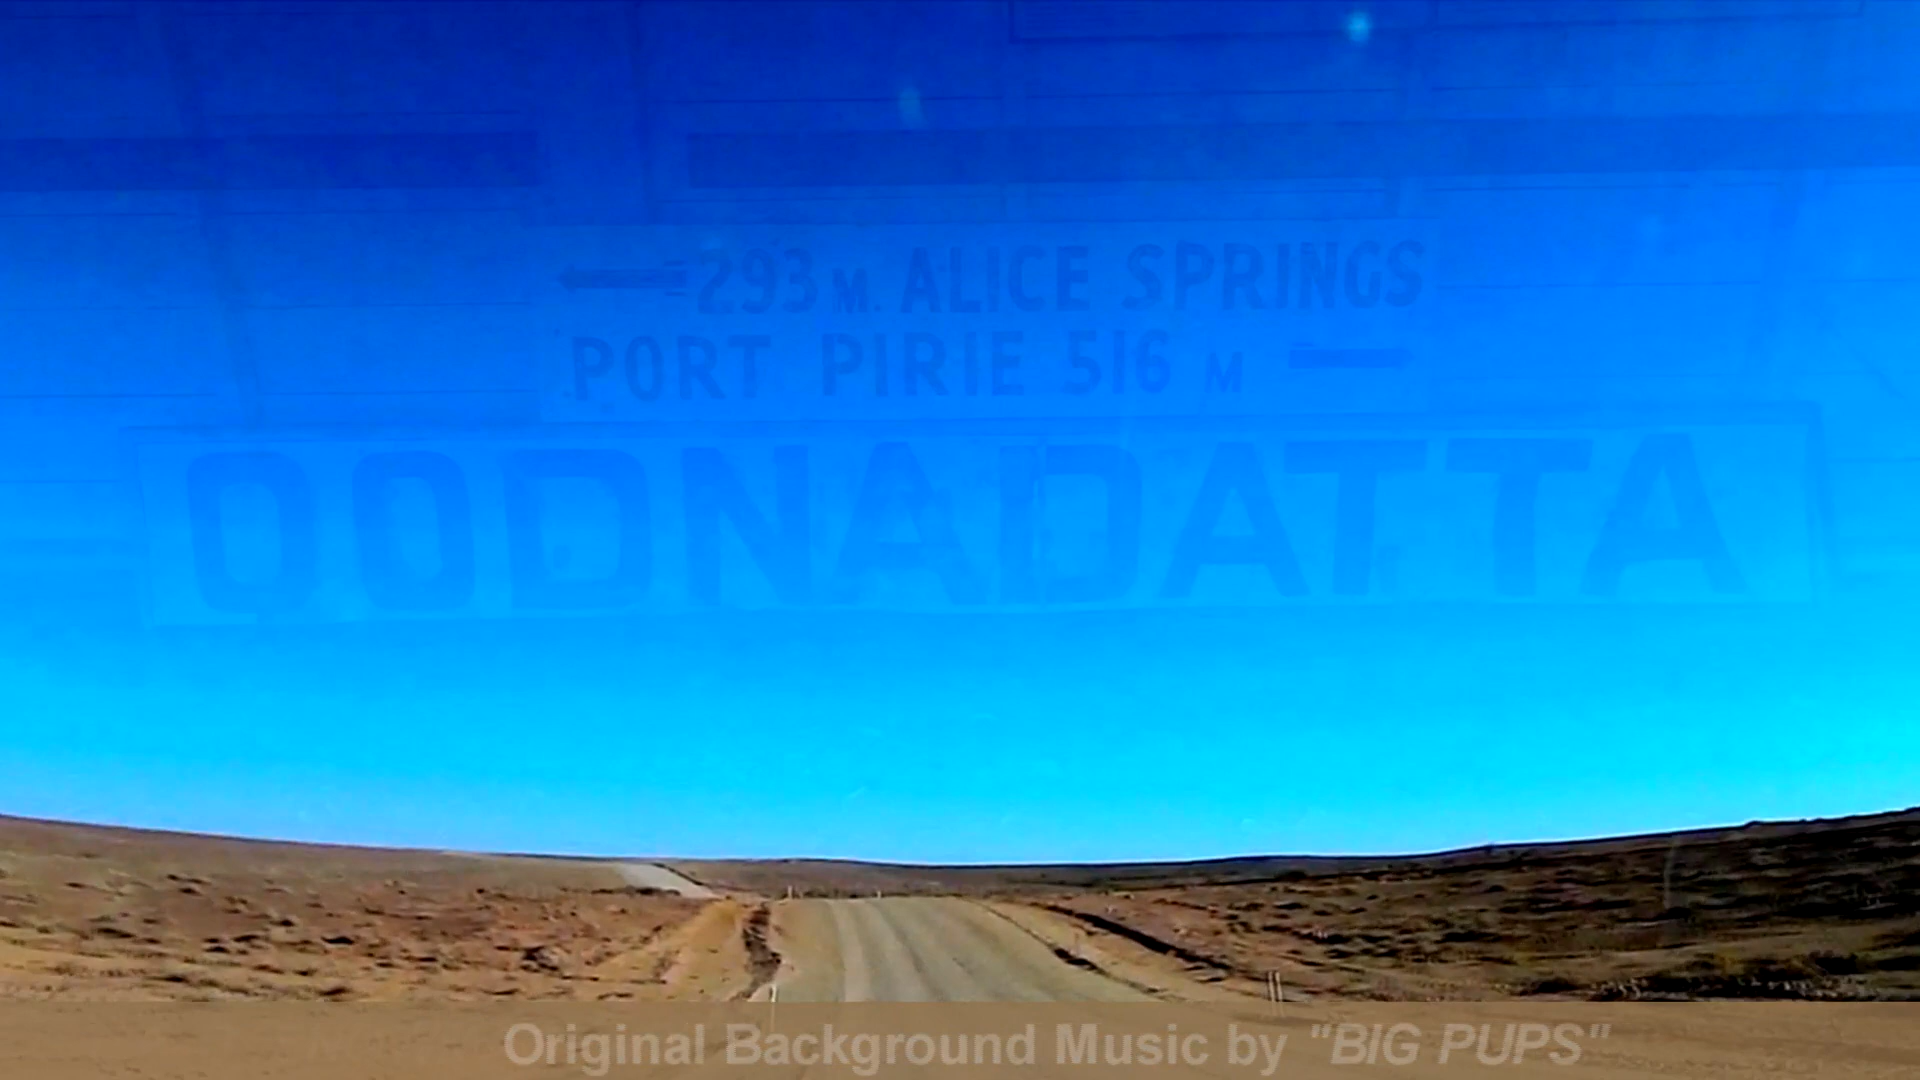 293 M. ALICE SPRINGS
PORT PIRIE 516 M
OODNADATTA
Original Background Music by "BIG PUPS"